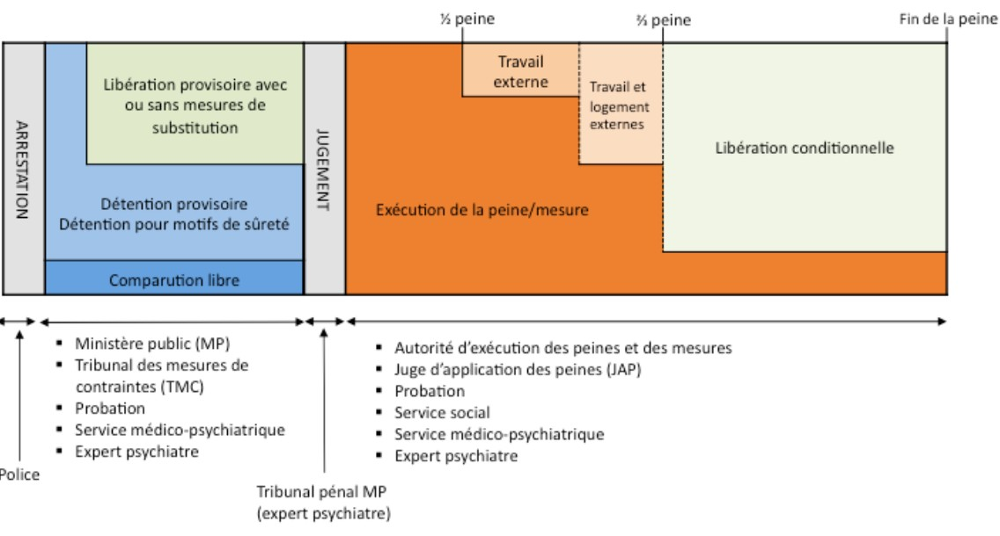 ½ peine
⅔ peine
Fin de la peine
ARRESTATION
Libération provisoire avec
ou sans mesures de
substitution
Détention provisoire
Détention pour motifs de sûreté
Comparution libre
JUGEMENT
Travail
externe
Travail et
logement
externes
Exécution de la peine/mesure
Libération conditionnelle
▪ Ministère public (MP)
▪ Tribunal des mesures de
contraintes (TMC)
▪ Probation
▪ Service médico-psychiatrique
▪ Expert psychiatre
▪ Autorité d'exécution des peines et des mesures
▪ Juge d'application des peines (JAP)
▪ Probation
▪ Service social
▪ Service médico-psychiatrique
▪ Expert psychiatre
Police
Tribunal pénal MP
(expert psychiatre)